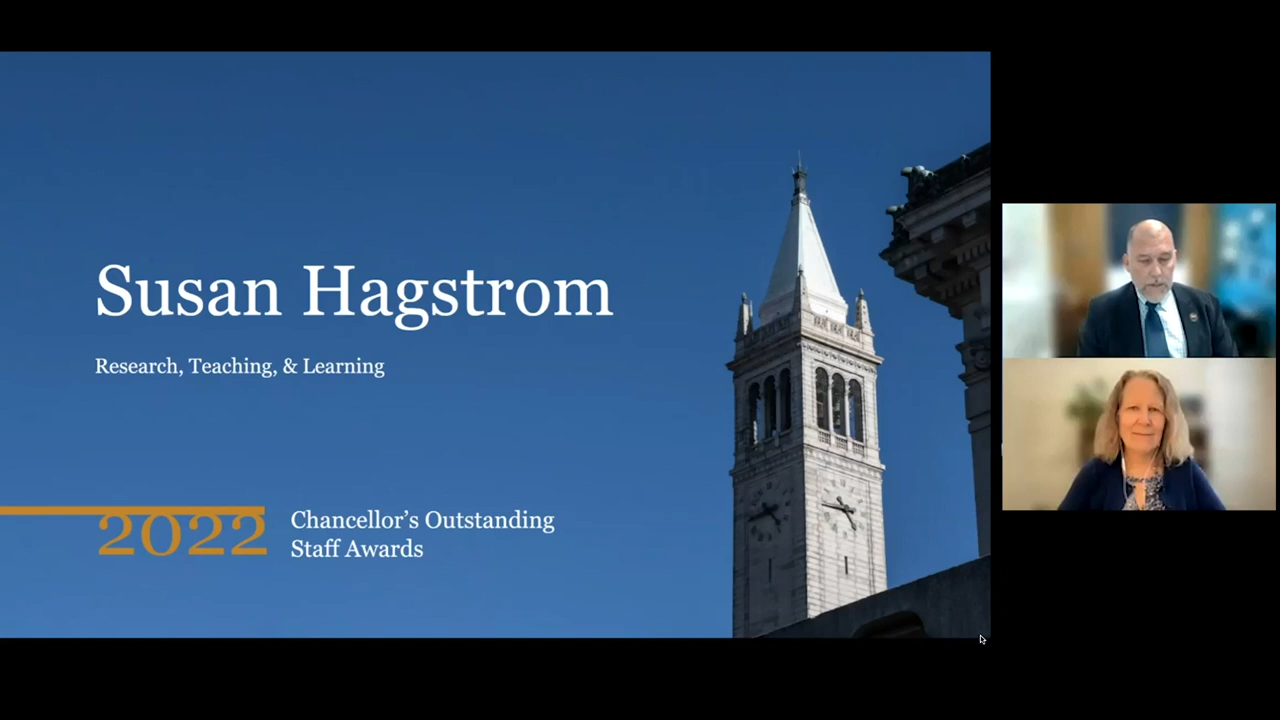 Susan Hagstrom
Research, Teaching, & Learning
2022
Chancellor's Outstanding
Staff Awards